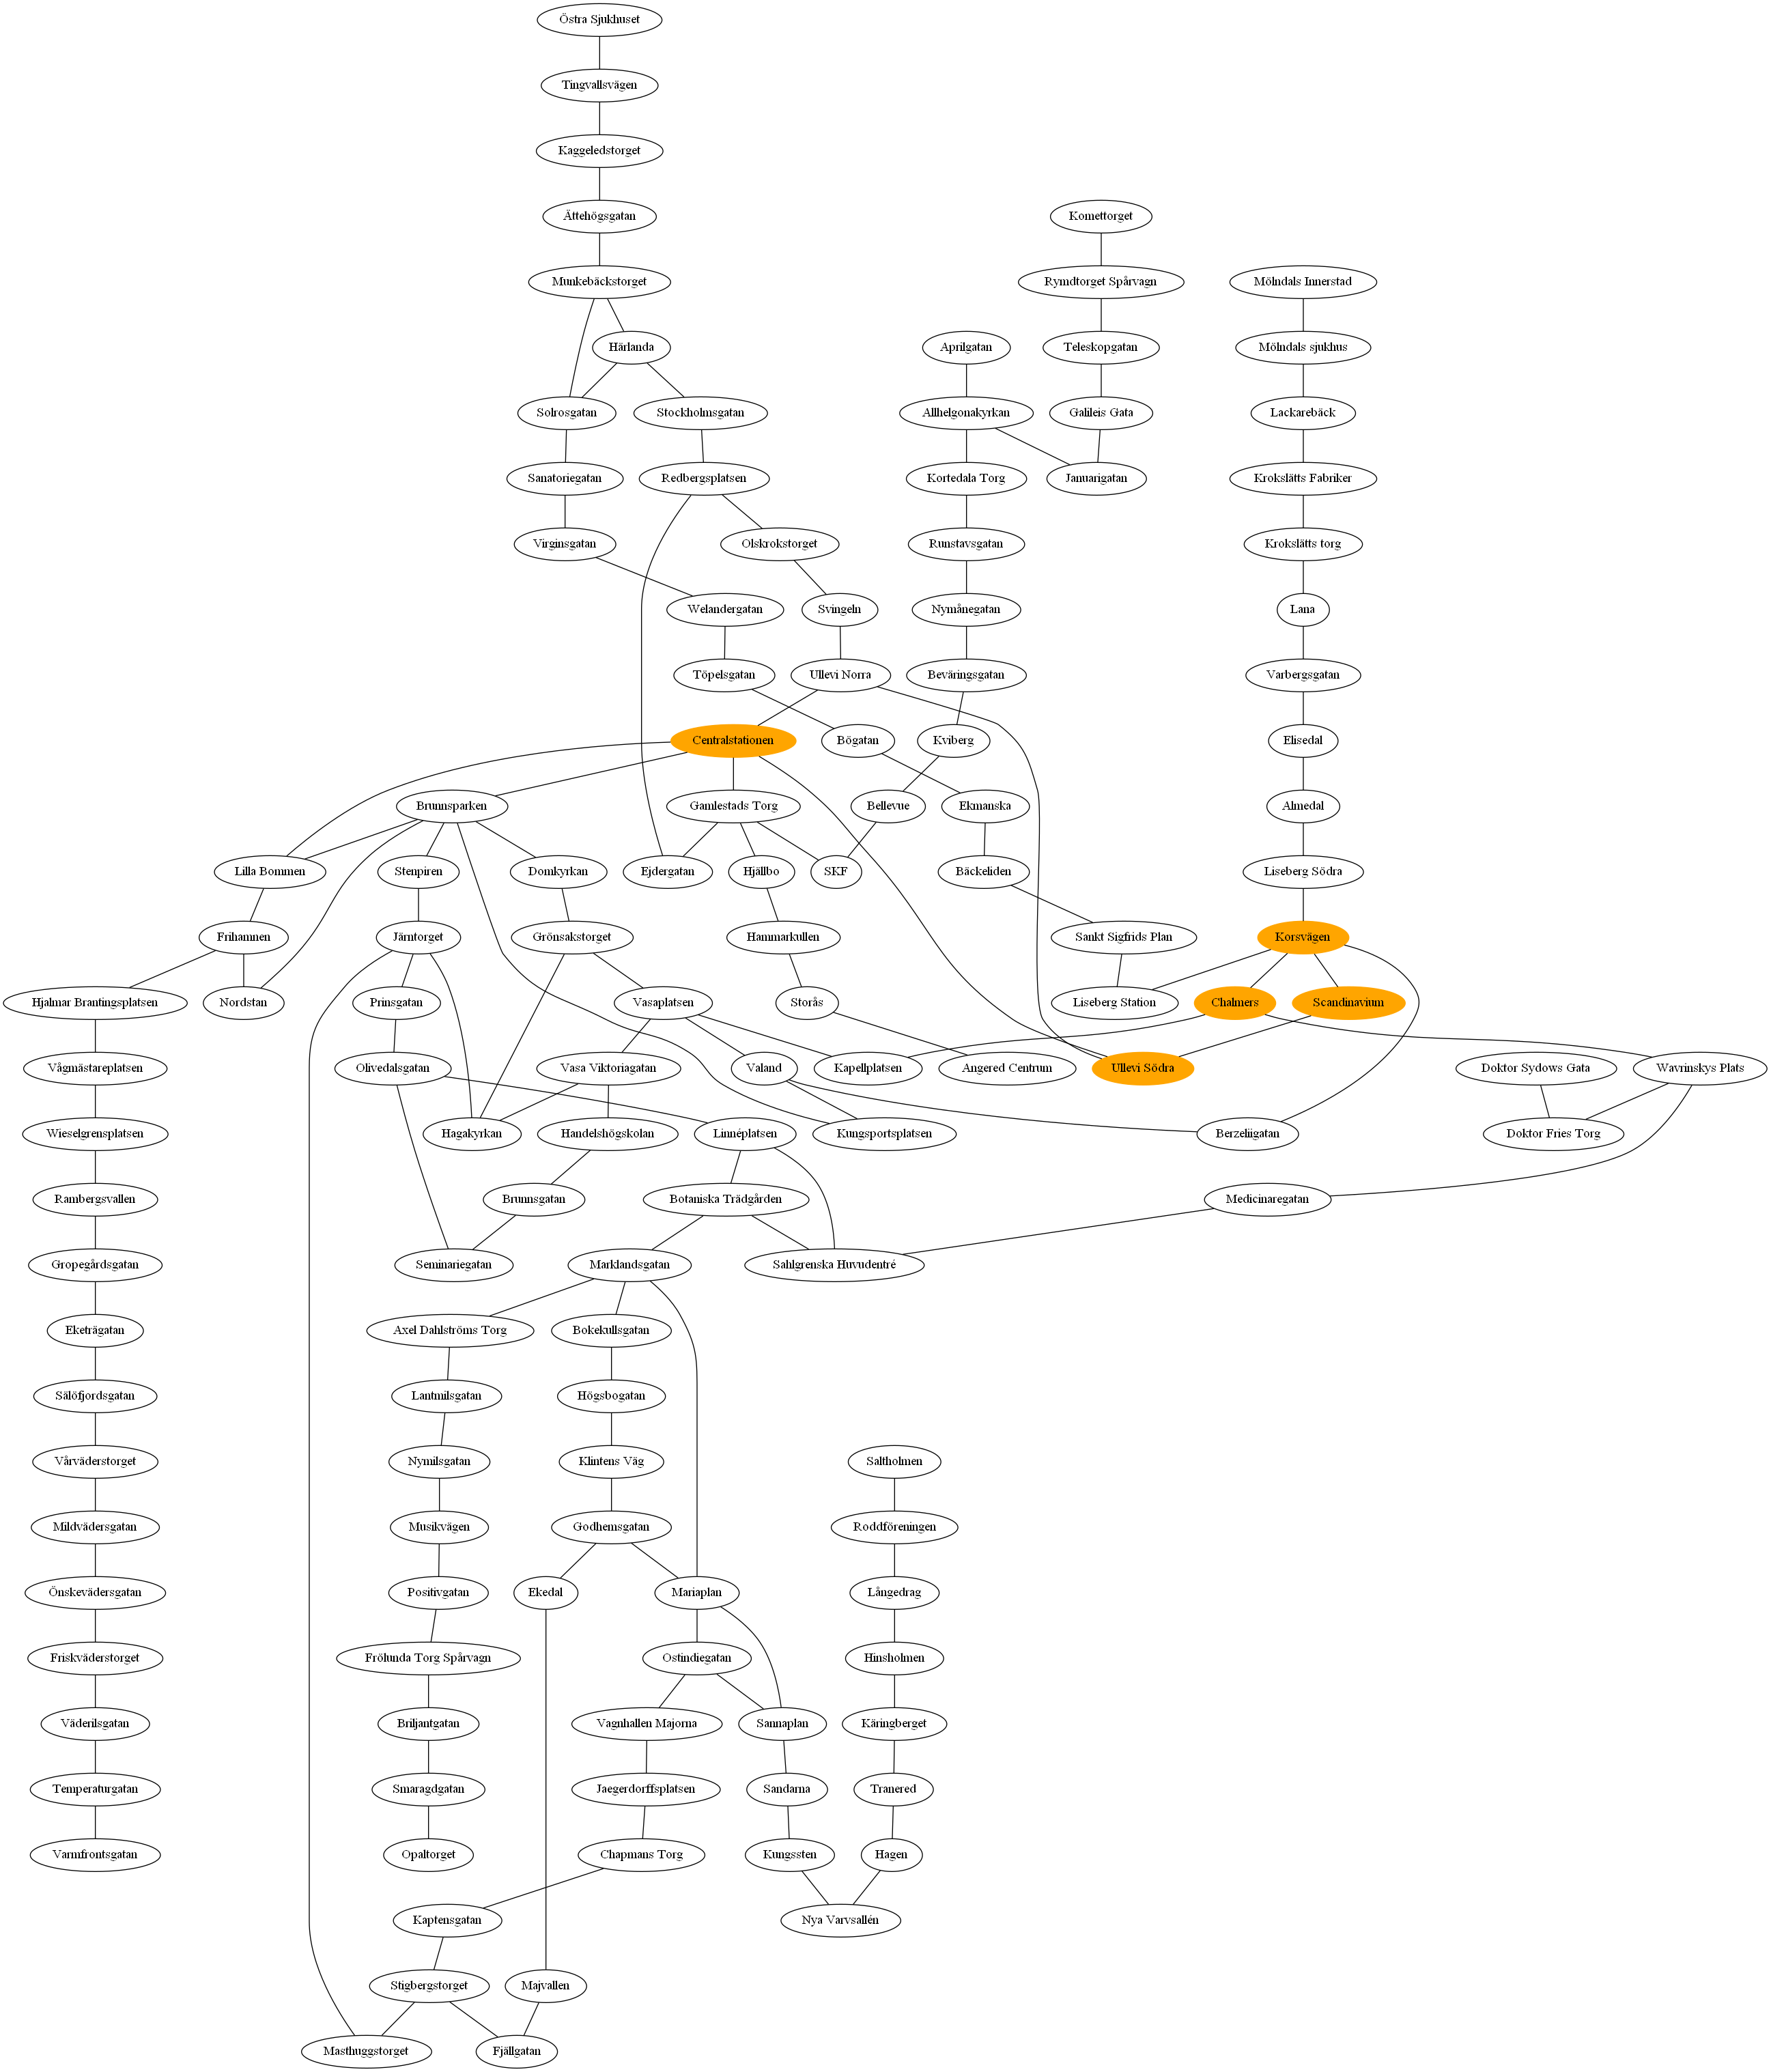 Östra Sjukhuset
Tingvallsvägen
Kaggeledstorget
Ättehögsgatan
Komettorget
Munkebäckstorget
Rymdtorget Spårvagn
Mölndals Innerstad
Härlanda
Aprilgatan
Teleskopgatan
Mölndals sjukhus
Solrosgatan
Stockholmsgatan
Allhelgonakyrkan
Galileis Gata
Lackarebäck
Sanatoriegatan
Redbergsplatsen
Kortedala Torg
Januarigatan
Krokslätts Fabriker
Virginsgatan
Olskrokstorget
Runstavsgatan
Krokslätts torg
Welandergatan
Svingeln
Nymånegatan
Lana
Töpelsgatan
Ullevi Norra
Beväringsgatan
Varbergsgatan
Centralstationen
Bögatan
Kviberg
Elisedal
Brunnsparken
Gamlestads Torg
Bellevue
Ekmanska
Almedal
Lilla Bommen
Stenpiren
Domkyrkan
Ejdergatan
Hjällbo
SKF
Bäckeliden
Liseberg Södra
Frihamnen
Järntorget
Grönsakstorget
Hammarkullen
Sankt Sigfrids Plan
Korsvägen
Hjalmar Brantingsplatsen
Nordstan
Prinsgatan
Vasaplatsen
Storås
Liseberg Station
Chalmers
Scandinavium
Vågmästareplatsen
Olivedalsgatan
Vasa Viktoriagatan
Valand
Kapellplatsen
Angered Centrum
Ullevi Södra
Doktor Sydows Gata
Wavrinskys Plats
Wieselgrensplatsen
Hagakyrkan
Handelshögskolan
Linnéplatsen
Kungsportsplatsen
Berzeliigatan
Doktor Fries Torg
Rambergsvallen
Brunnsgatan
Botaniska Trädgården
Medicinaregatan
Gropegårdsgatan
Seminariegatan
Marklandsgatan
Sahlgrenska Huvudentré
Eketrägatan
Axel Dahlströms Torg
Bokekullsgatan
Sälöfjordsgatan
Lantmilsgatan
Högsbogatan
Vårväderstorget
Nymilsgatan
Klintens Väg
Saltholmen
Mildvädersgatan
Musikvägen
Godhemsgatan
Roddföreningen
Önskevädersgatan
Positivgatan
Ekedal
Mariaplan
Långedrag
Friskväderstorget
Frölunda Torg Spårvagn
Ostindiegatan
Hinsholmen
Väderilsgatan
Briljantgatan
Vagnhallen Majorna
Sannaplan
Käringberget
Temperaturgatan
Smaragdgatan
Jaegerdorffsplatsen
Sandarna
Tranered
Varmfrontsgatan
Opaltorget
Chapmans Torg
Kungssten
Hagen
Kaptensgatan
Nya Varvsallén
Stigbergstorget
Majvallen
Masthuggstorget
Fjällgatan